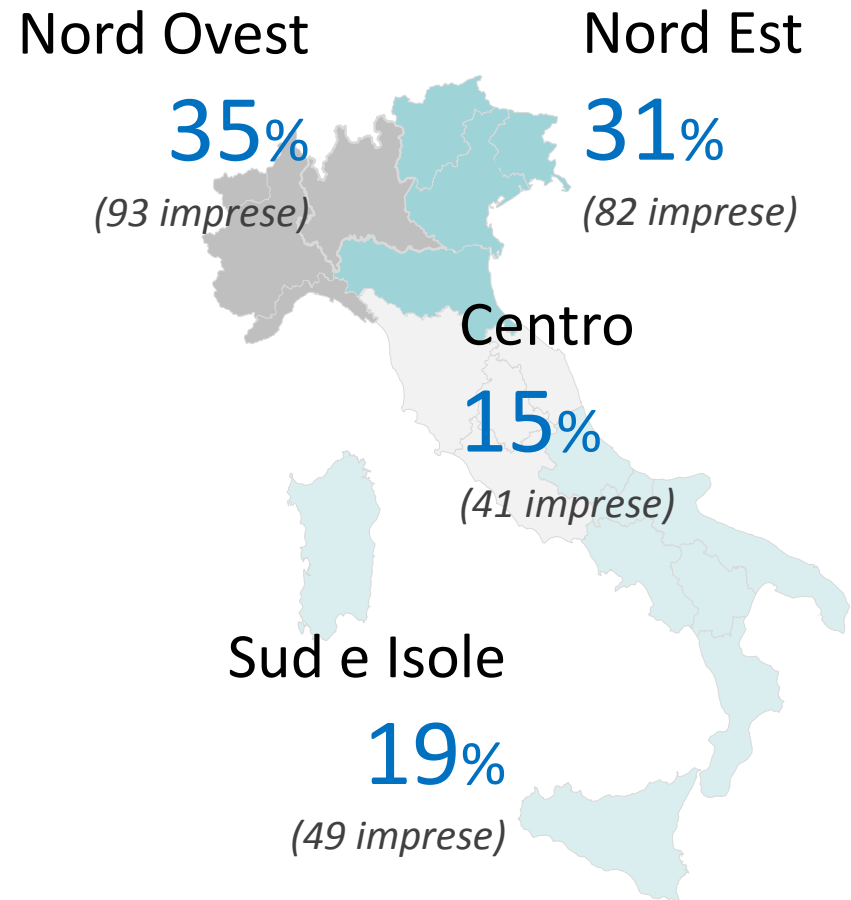 Nord Ovest
35%
(93 imprese)
Nord Est
31%
(82 imprese)
Centro
15%
(41 imprese)
Sud e Isole
19%
(49 imprese)